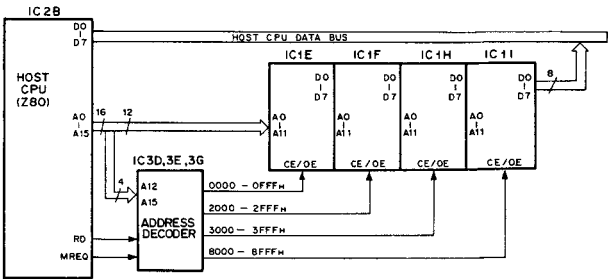 IC2B
D0
D7
HOST CPU DATA BUS
HOST
CPU
(Z80)
IC1E
IC1F
IC1H
IC1I
D0
D7
D0
D7
D0
D7
D0
D7
8
A0
A15
16
12
A0
A11
A0
A11
A0
A11
A0
A11
CE/OE
CE/OE
CE/OE
CE/OE
IC3D,3E,3G
4
A12
A15
ADDRESS
DECODER
0000 - 0FFFH
2000 - 2FFFH
3000 - 3FFFH
8000 - 8FFFH
RD
MREQ